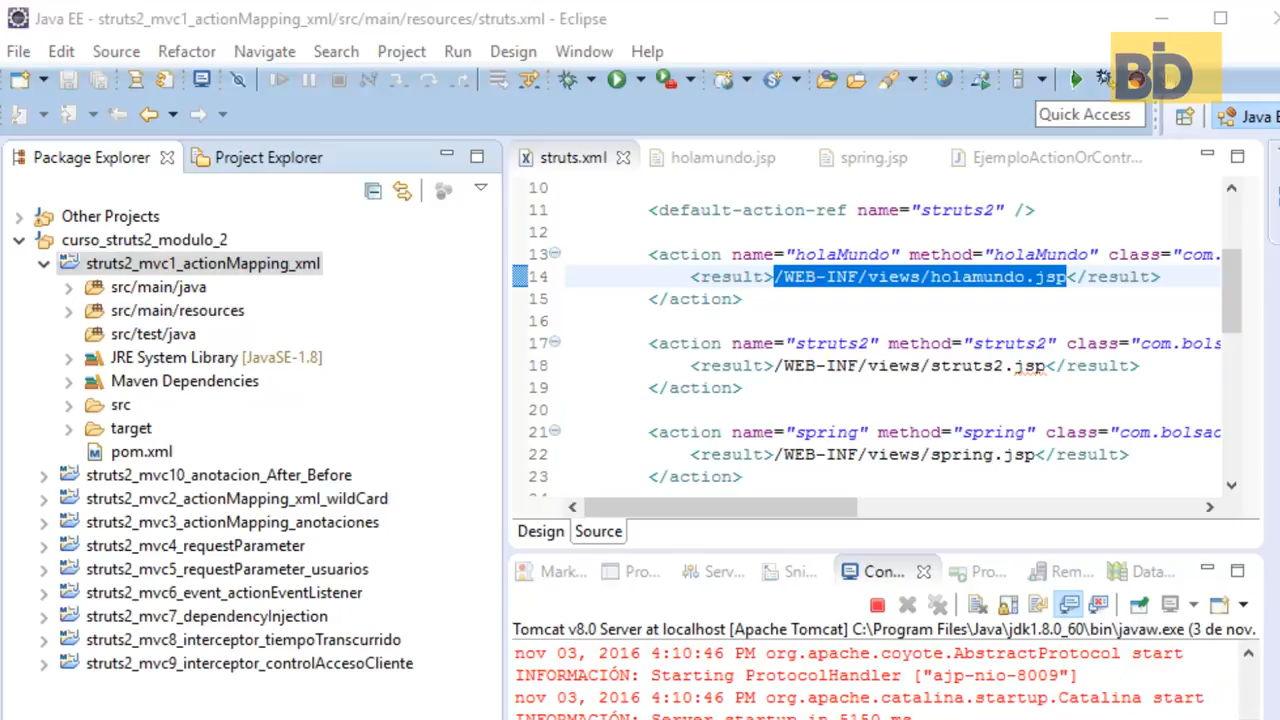 Java EE - struts2_mvc1_actionMapping_xml/src/main/resources/struts.xml - Eclipse
File Edit Source Refactor Navigate Search Project Run Design Window Help
BD
Quick Access
Java E
Package Explorer
Project Explorer
struts.xml
holamundo.jsp
spring.jsp
EjemploActionOrContr...
Other Projects
curso_struts2_modulo_2
struts2_mvc1_actionMapping_xml
src/main/java
src/main/resources
src/test/java
JRE System Library [JavaSE-1.8]
Maven Dependencies
src
target
pom.xml
struts2_mvc10_anotacion_After_Before
struts2_mvc2_actionMapping_xml_wildCard
struts2_mvc3_actionMapping_anotaciones
struts2_mvc4_requestParameter
struts2_mvc5_requestParameter_usuarios
struts2_mvc6_event_actionEventListener
struts2_mvc7_dependencyInjection
struts2_mvc8_interceptor_tiempoTranscurrido
struts2_mvc9_interceptor_controlAccesoCliente
10
11 <default-action-ref name="struts2" />
12
13 <action name="holaMundo" method="holaMundo" class="com.
14 <result>/WEB-INF/views/holamundo.jsp</result>
15 </action>
16
17 <action name="struts2" method="struts2" class="com.bols
18 <result>/WEB-INF/views/struts2.jsp</result>
19 </action>
20
21 <action name="spring" method="spring" class="com.bolsa
22 <result>/WEB-INF/views/spring.jsp</result>
23 </action>
Design Source
Mark... Pro... Serv... Sni... Con... Pro... Rem... Data...
Tomcat v8.0 Server at localhost [Apache Tomcat] C:\Program Files\Java\jdk1.8.0_60\bin\javaw.exe (3 de nov.
nov 03, 2016 4:10:46 PM org.apache.coyote.AbstractProtocol start
INFORMACIÓN: Starting ProtocolHandler ["ajp-nio-8009"]
nov 03, 2016 4:10:46 PM org.apache.catalina.startup.Catalina start
INFORMACIÓN: Server startup in 5150 ms